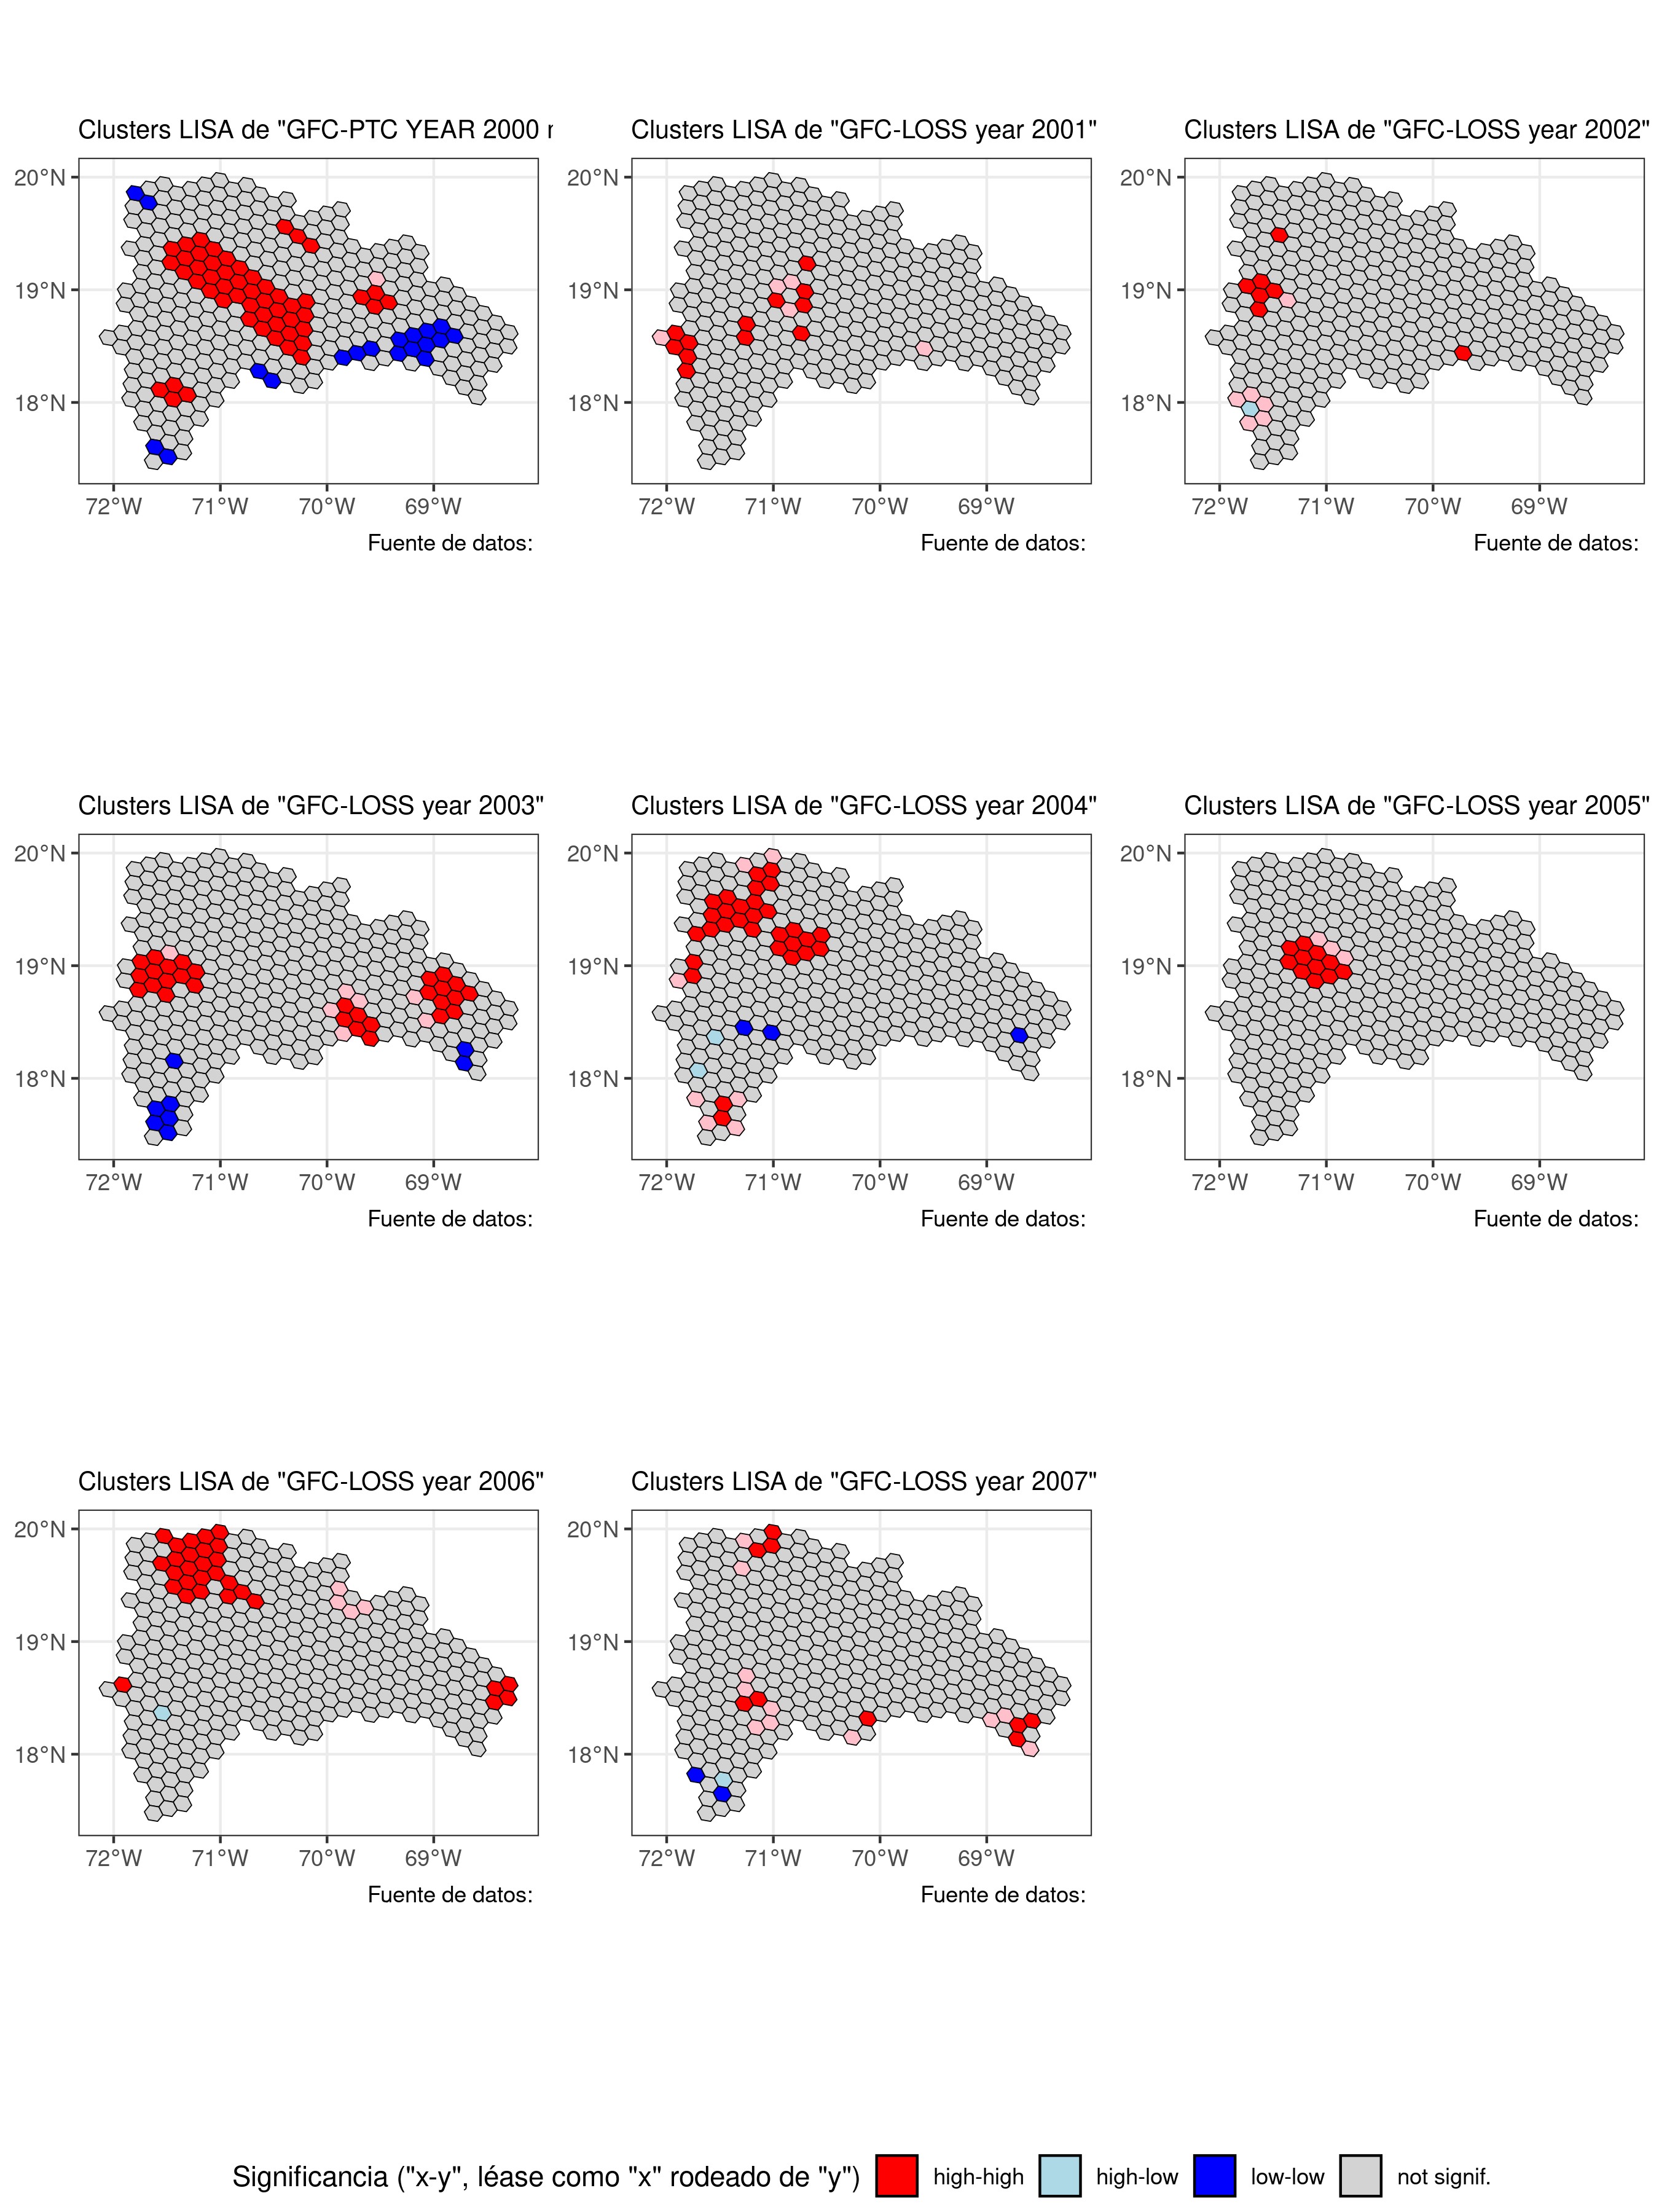 Clusters LISA de "GFC-PTC YEAR 2000
Clusters LISA de "GFC-LOSS year 2001"
Clusters LISA de "GFC-LOSS year 2002"
20°N
19°N
18°N
72°W 71°W 70°W 69°W
Fuente de datos:
20°N
19°N
18°N
72°W 71°W 70°W 69°W
Fuente de datos:
20°N
19°N
18°N
72°W 71°W 70°W 69°W
Fuente de datos:
Clusters LISA de "GFC-LOSS year 2003"
Clusters LISA de "GFC-LOSS year 2004"
Clusters LISA de "GFC-LOSS year 2005"
20°N
19°N
18°N
72°W 71°W 70°W 69°W
Fuente de datos:
20°N
19°N
18°N
72°W 71°W 70°W 69°W
Fuente de datos:
20°N
19°N
18°N
72°W 71°W 70°W 69°W
Fuente de datos:
Clusters LISA de "GFC-LOSS year 2006"
Clusters LISA de "GFC-LOSS year 2007"
20°N
19°N
18°N
72°W 71°W 70°W 69°W
Fuente de datos:
20°N
19°N
18°N
72°W 71°W 70°W 69°W
Fuente de datos:
Significancia ("x-y", léase como "x" rodeado de "y") high-high high-low low-low not signif.